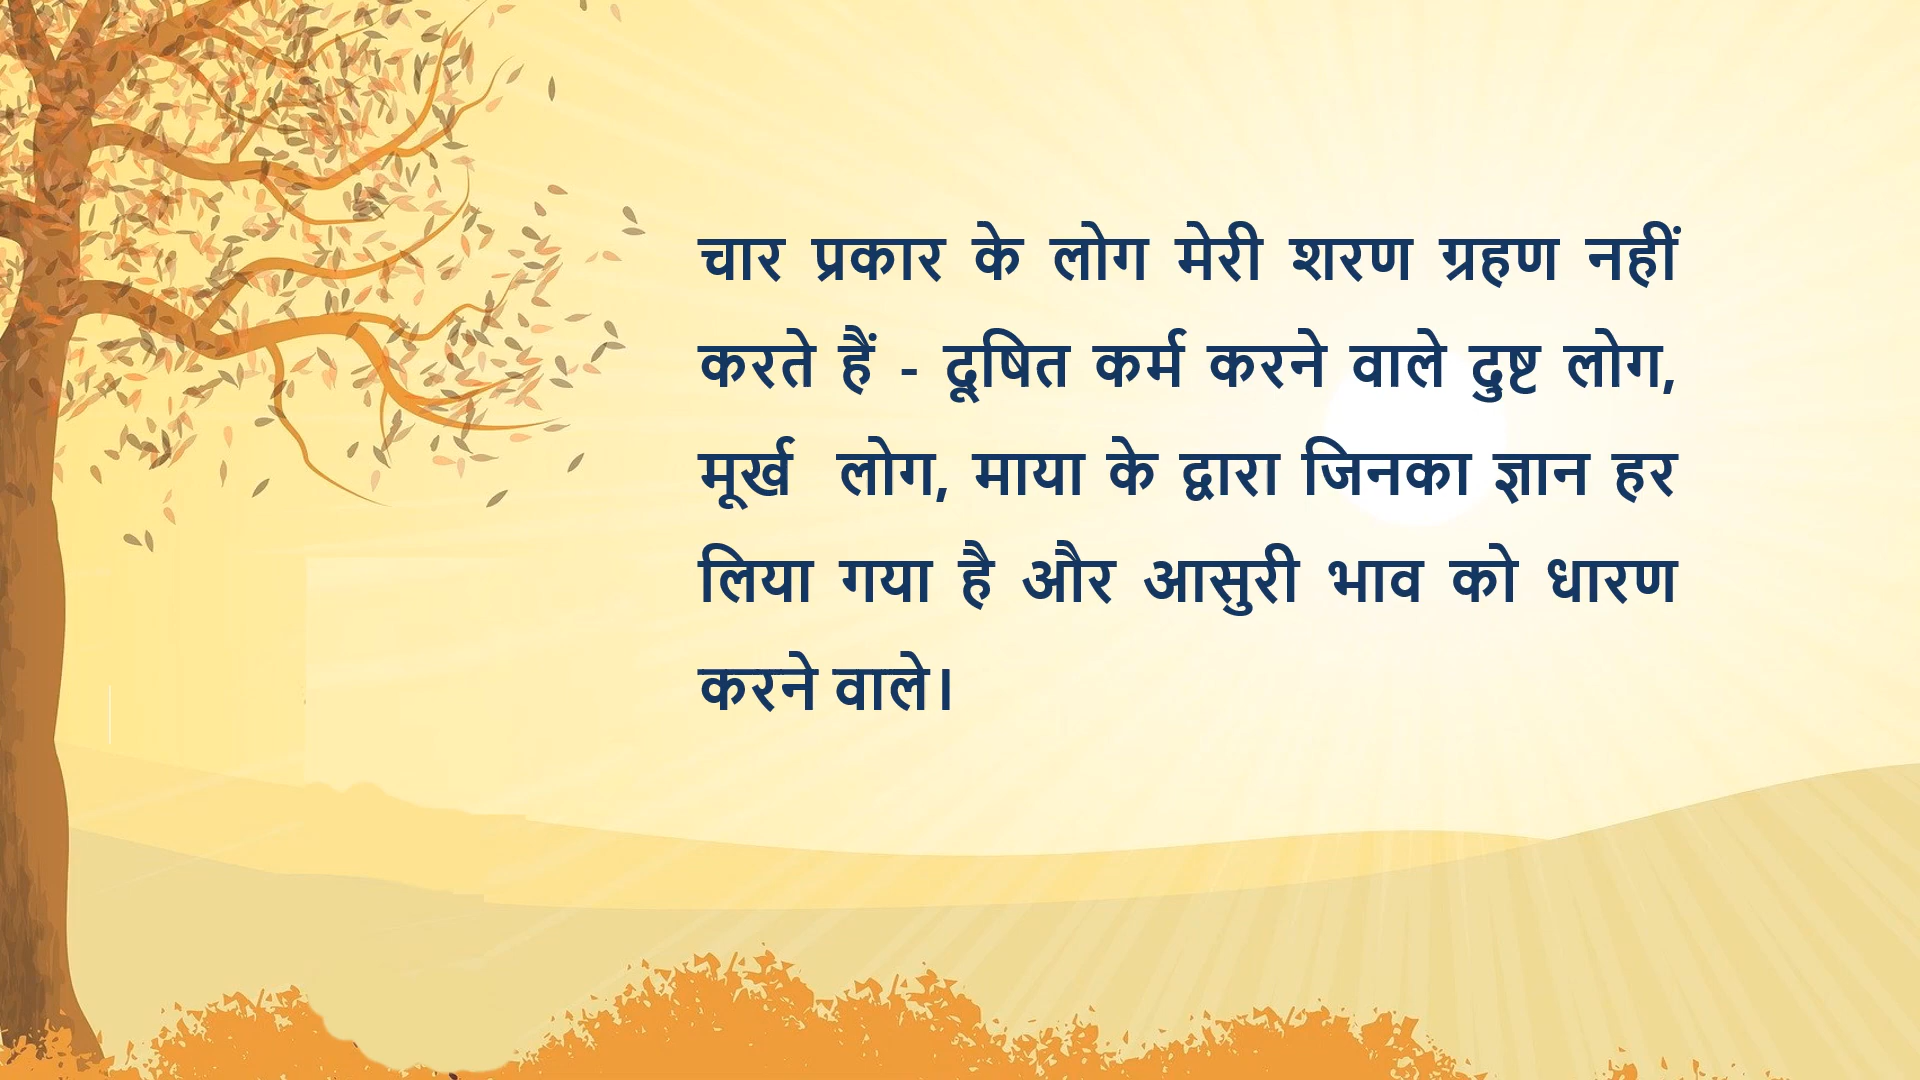 चार प्रकार के लोग मेरी शरण ग्रहण नहीं
करते हैं - दूषित कर्म करने वाले दुष्ट लोग,
मूर्ख लोग, माया के द्वारा जिनका ज्ञान हर
लिया गया है और आसुरी भाव को धारण
करने वाले।